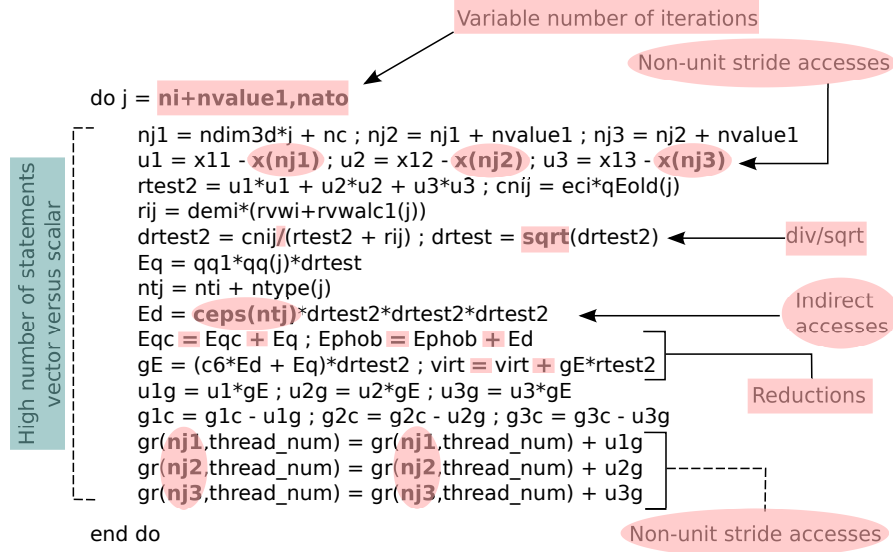 Variable number of iterations
Non-unit stride accesses
do j = ni+nvalue1,nato
nj1 = ndim3d*j + nc ; nj2 = nj1 + nvalue1 ; nj3 = nj2 + nvalue1
u1 = x11 - x(nj1) ; u2 = x12 - x(nj2) ; u3 = x13 - x(nj3)
rtest2 = u1*u1 + u2*u2 + u3*u3 ; cnij = eci*qEold(j)
rij = demi*(rvwi+rvwalc1(j))
drtest2 = cnij/(rtest2 + rij) ; drtest = sqrt(drtest2)
div/sqrt
Eq = qq1*qq(j)*drtest
ntj = nti + ntype(j)
Ed = ceps(ntj)*drtest2*drtest2*drtest2
Indirect
accesses
Eqc = Eqc + Eq ; Ephob = Ephob + Ed
gE = (c6*Ed + Eq)*drtest2 ; virt = virt + gE*rtest2
Reductions
u1g = u1*gE ; u2g = u2*gE ; u3g = u3*gE
g1c = g1c - u1g ; g2c = g2c - u2g ; g3c = g3c - u3g
gr(nj1,thread_num) = gr(nj1,thread_num) + u1g
gr(nj2,thread_num) = gr(nj2,thread_num) + u2g
gr(nj3,thread_num) = gr(nj3,thread_num) + u3g
end do
Non-unit stride accesses
High number of statements
vector versus scalar